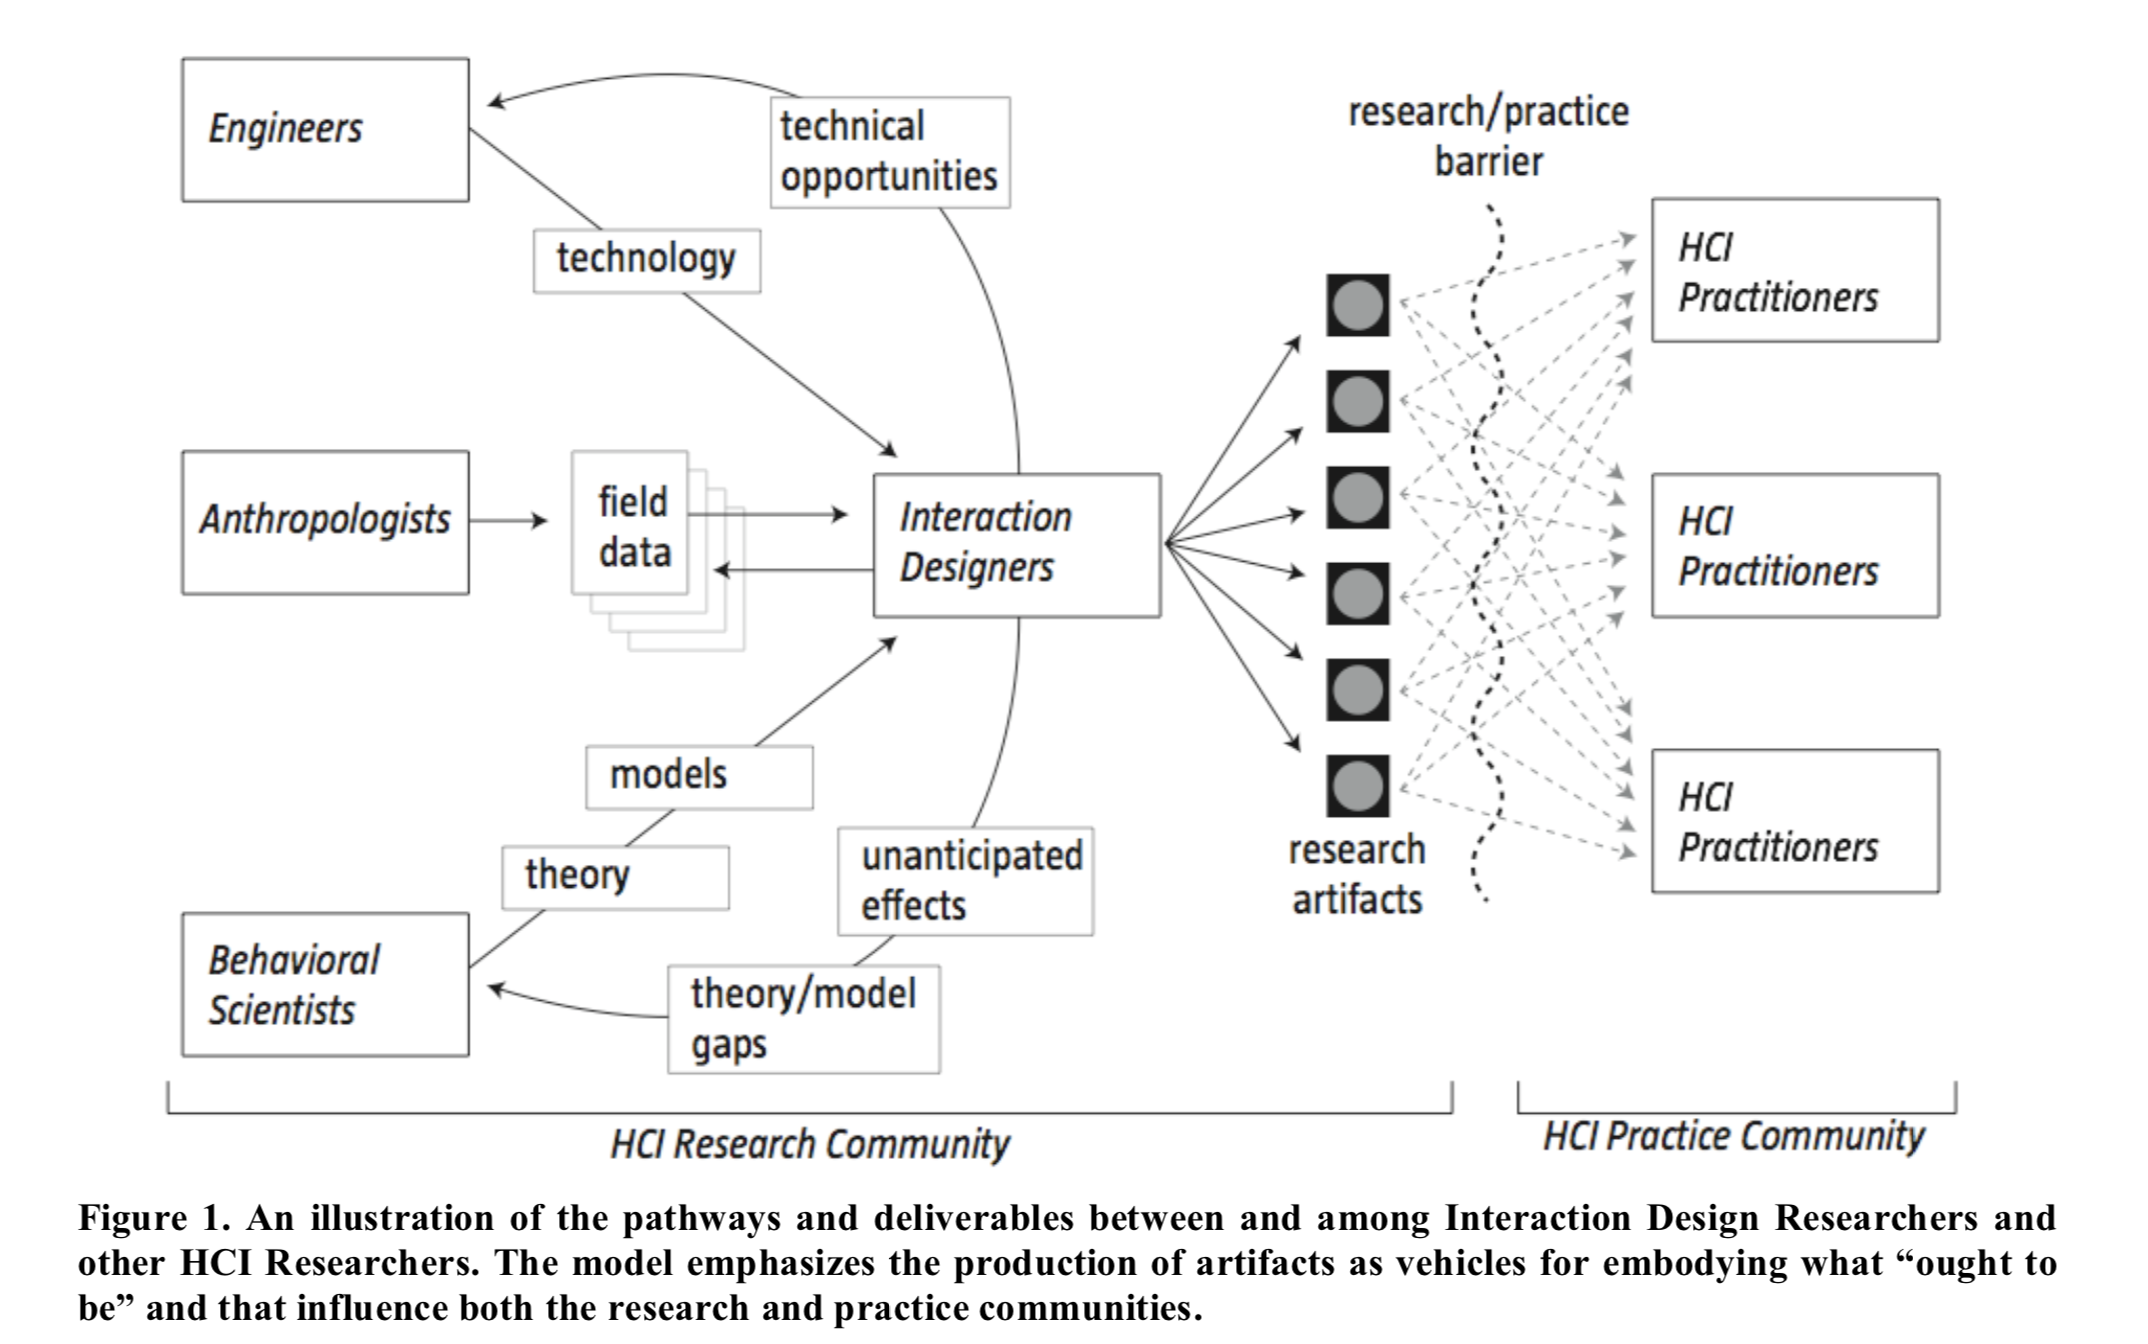 Engineers
technical
opportunities
technology
research/practice
barrier
HCI
Practitioners
Anthropologists
field
data
Interaction
Designers
HCI
Practitioners
models
theory
unanticipated
effects
research
artifacts
HCI
Practitioners
Behavioral
Scientists
theory/model
gaps
HCI Research Community
HCI Practice Community
Figure 1. An illustration of the pathways and deliverables between and among Interaction Design Researchers and
other HCI Researchers. The model emphasizes the production of artifacts as vehicles for embodying what “ought to
be” and that influence both the research and practice communities.